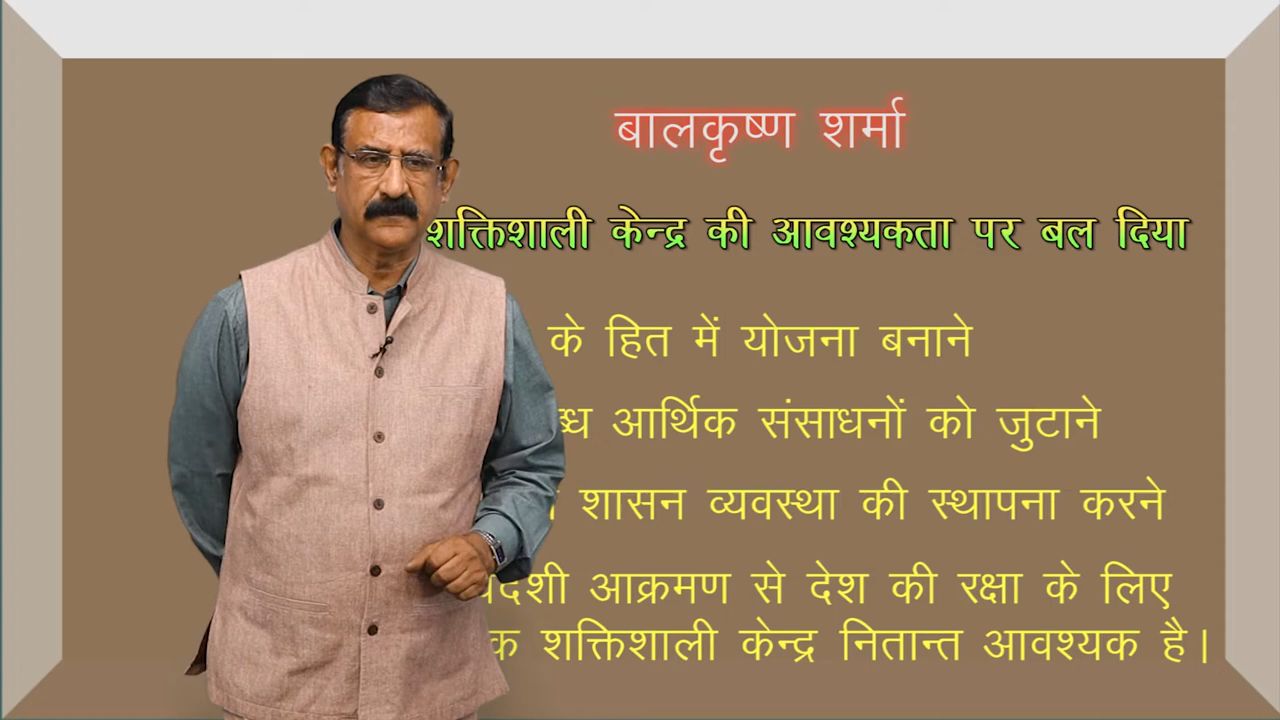 बालकृष्ण शर्मा
शक्तिशाली केन्द्र की आवश्यकता पर बल दिया
के हित में योजना बनाने
आर्थिक संसाधनों को जुटाने
शासन व्यवस्था की स्थापना करने
आक्रमण से देश की रक्षा के लिए
शक्तिशाली केन्द्र नितान्त आवश्यक है।